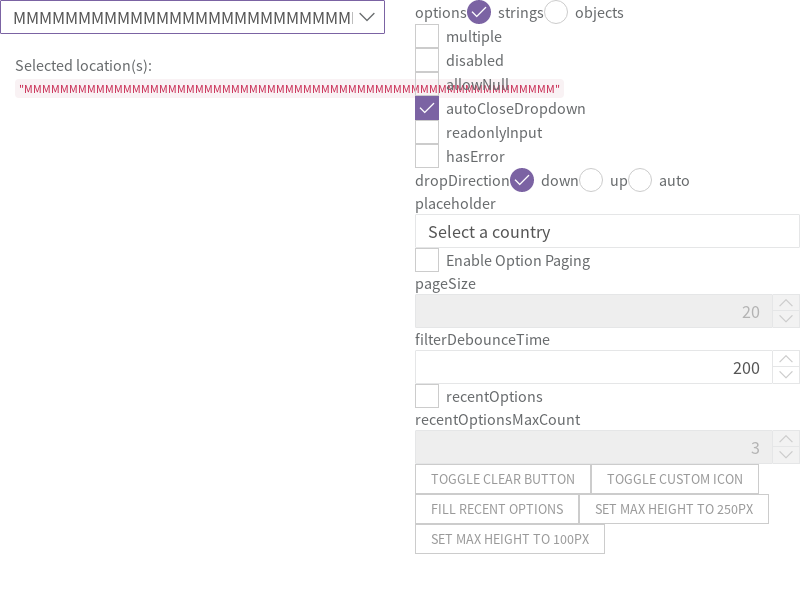 MMMMMMMMMMMMMMMMMMMMMMMMMM
Selected location(s):
options strings objects
multiple
disabled
allowNull
autoCloseDropdown
readonlyInput
hasError
dropDirection down up auto
placeholder
Select a country
Enable Option Paging
pageSize
20
filterDebounceTime
200
recentOptions
recentOptionsMaxCount
3
TOGGLE CLEAR BUTTON TOGGLE CUSTOM ICON
FILL RECENT OPTIONS SET MAX HEIGHT TO 250PX
SET MAX HEIGHT TO 100PX